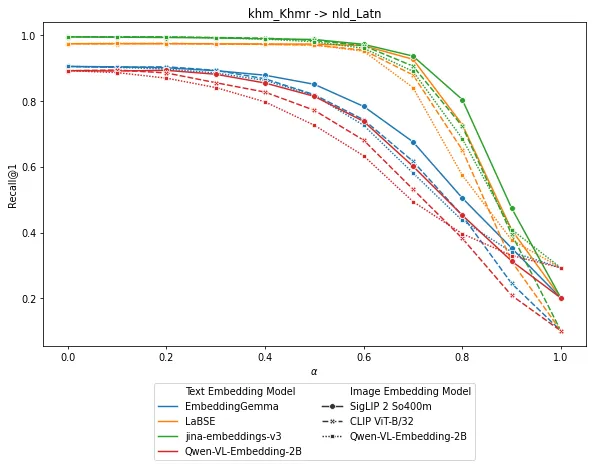 khm_Khmr -> nld_Latn
1.0
0.8
0.6
0.4
0.2
Recall@1
0.0 0.2 0.4 0.6 0.8 1.0
α
Text Embedding Model Image Embedding Model
EmbeddingGemma SigLIP 2 So400m
LaBSE CLIP ViT-B/32
jina-embeddings-v3 Qwen-VL-Embedding-2B
Qwen-VL-Embedding-2B